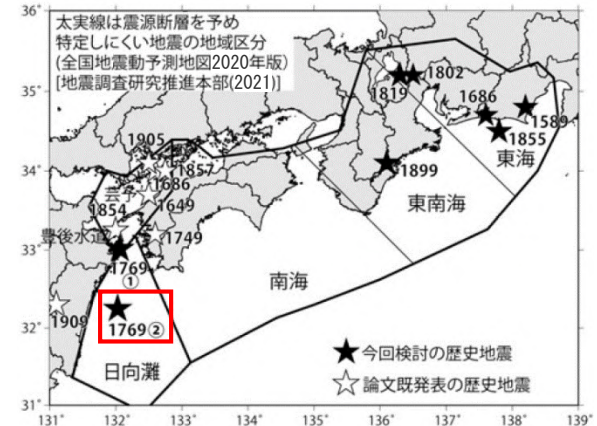 太実線は震源断層を予め
特定しにくい地震の地域区分
(全国地震動予測地図2020年版)
[地震調査研究推進本部(2021)]
36°
35°
34°
33°
32°
31°
1802
1819
1686
1589
1855
東海
1905
1857
芸予
1686
1899
1649
東南海
1854
豊後水道
1749
1769
①
南海
1769②
1909
今回検討の歴史地震
日向灘
論文既発表の歴史地震
131°
132°
133°
134°
135°
136°
137°
138°
139°